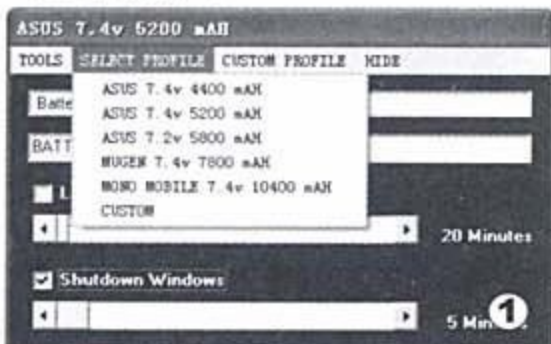 ASUS 7.4v 5200 mAH
TOOLS SELECT PROFILE CUSTOM PROFILE HIDE
ASUS 7.4v 4400 mAH
ASUS 7.4v 5200 mAH
ASUS 7.2v 5800 mAH
NUGEN 7.4v 7800 mAH
MONO MOBILE 7.4v 10400 mAH
CUSTOM
Batte
BATT
L
20 Minutes
Shutdown Windows
5 Min
1